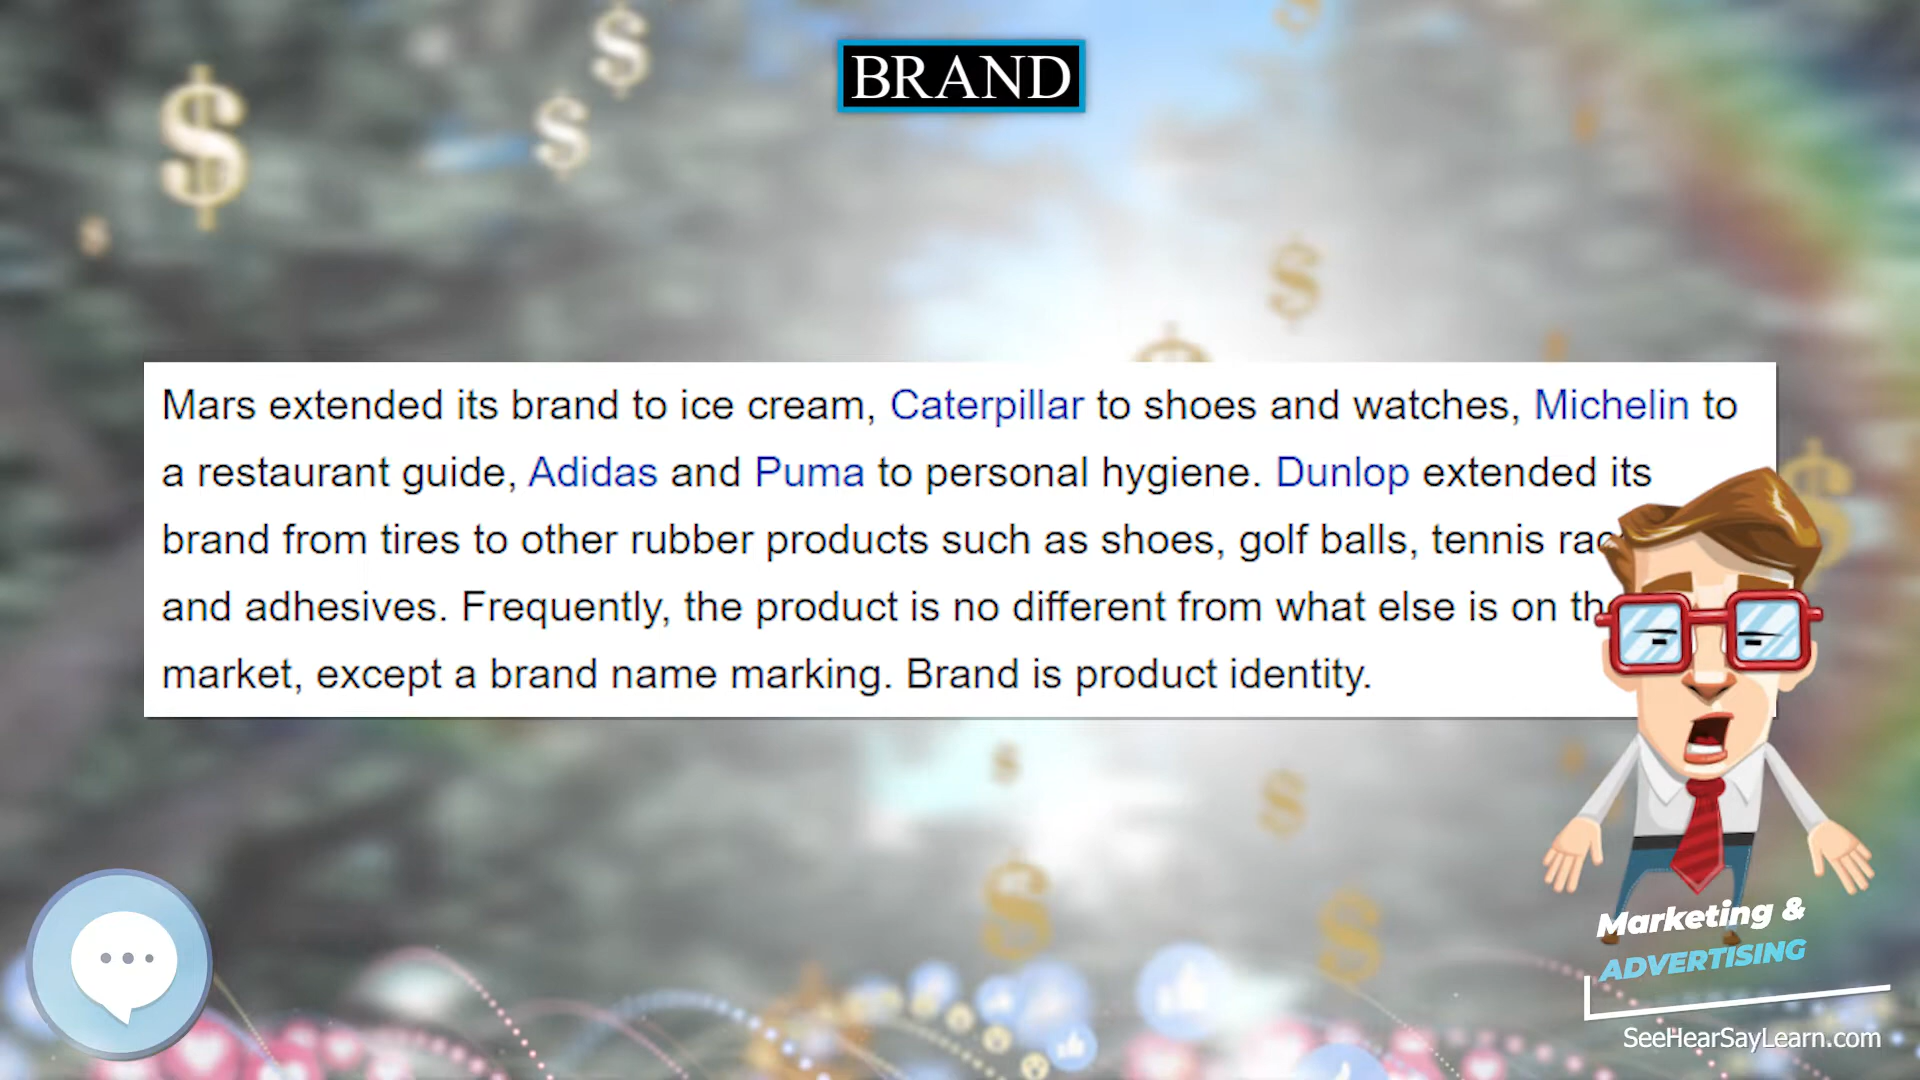 BRAND
Mars extended its brand to ice cream, Caterpillar to shoes and watches, Michelin to
a restaurant guide, Adidas and Puma to personal hygiene. Dunlop extended its
brand from tires to other rubber products such as shoes, golf balls, tennis
and adhesives. Frequently, the product is no different from what else is on
market, except a brand name marking. Brand is product identity.
Marketing &
ADVERTISING
SeeHearSayLearn.com